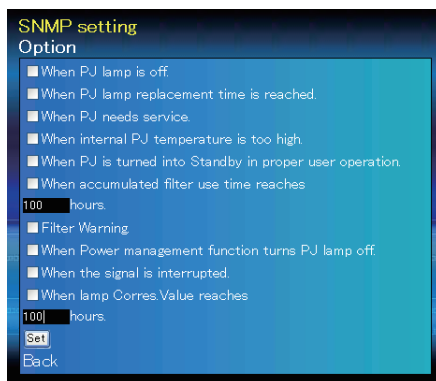 SNMP setting
Option
When PJ lamp is off.
When PJ lamp replacement time is reached.
When PJ needs service.
When internal PJ temperature is too high.
When PJ is turned into Standby in proper user operation.
When accumulated filter use time reaches
100 hours.
Filter Warning.
When Power management function turns PJ lamp off.
When the signal is interrupted.
When lamp Corres.Value reaches
100 hours.
Set
Back